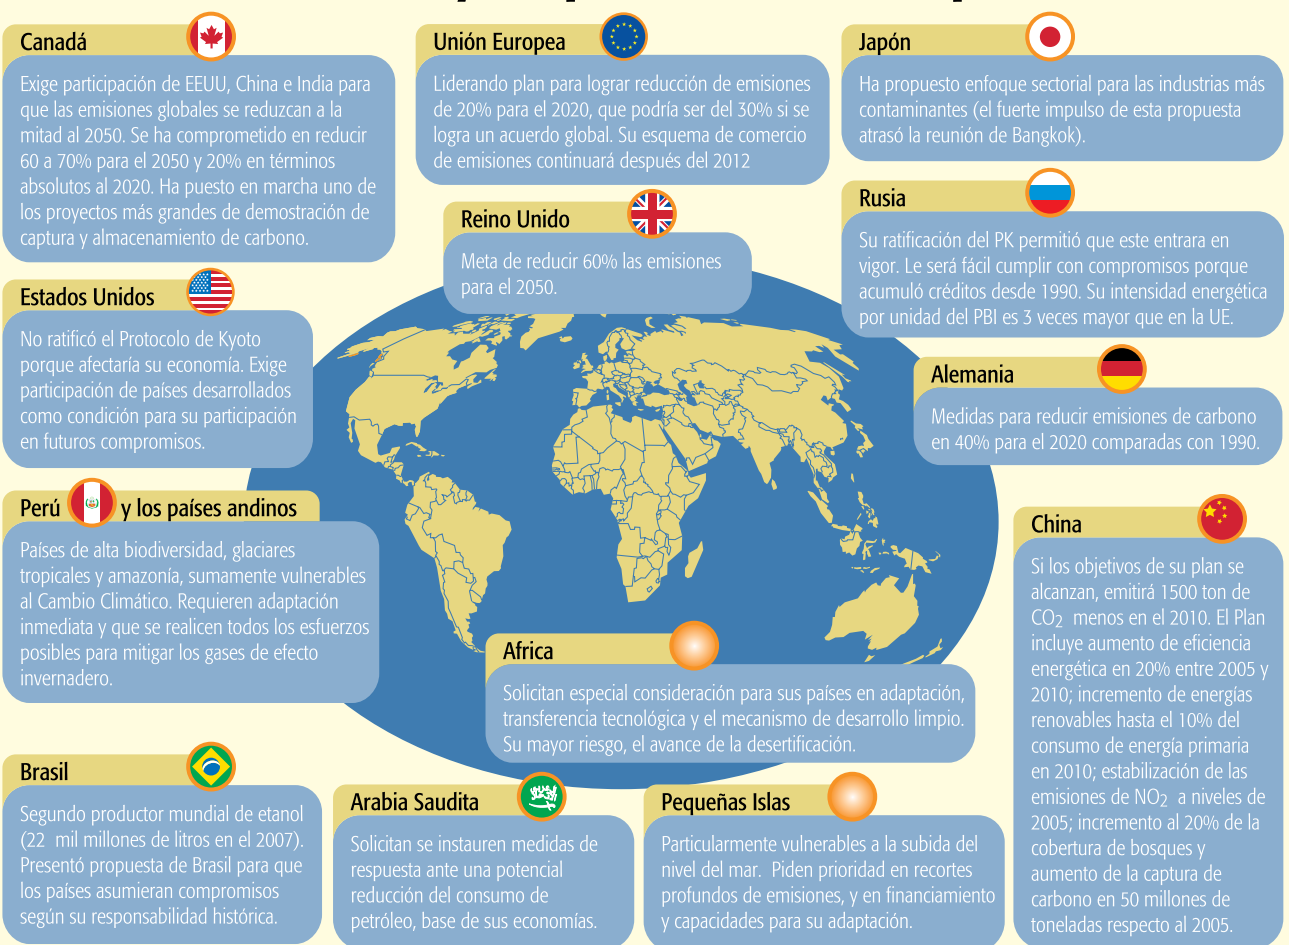 Canadá
Exige participación de EEUU, China e India para
que las emisiones globales se reduzcan a la
mitad al 2050. Se ha comprometido en reducir
60 a 70% para el 2050 y 20% en términos
absolutos al 2020. Ha puesto en marcha uno de
los proyectos más grandes de demostración de
captura y almacenamiento de carbono.
Unión Europea
Liderando plan para lograr reducción de emisiones
de 20% para el 2020, que podría ser del 30% si se
logra un acuerdo global. Su esquema de comercio
de emisiones continuará después del 2012
Japón
Ha propuesto enfoque sectorial para las industrias más
contaminantes (el fuerte impulso de esta propuesta
atrasó la reunión de Bangkok).
Reino Unido
Meta de reducir 60% las emisiones
para el 2050.
Rusia
Su ratificación del PK permitió que este entrara en
vigor. Le será fácil cumplir con compromisos porque
acumuló créditos desde 1990. Su intensidad energética
por unidad del PBI es 3 veces mayor que en la UE.
Estados Unidos
No ratificó el Protocolo de Kyoto
porque afectaría su economía. Exige
participación de países desarrollados
como condición para su participación
en futuros compromisos.
Alemania
Medidas para reducir emisiones de carbono
en 40% para el 2020 comparadas con 1990.
Perú y los países andinos
Países de alta biodiversidad, glaciares
tropicales y amazonía, sumamente vulnerables
al Cambio Climático. Requieren adaptación
inmediata y que se realicen todos los esfuerzos
posibles para mitigar los gases de efecto
invernadero.
China
Si los objetivos de su plan se
alcanzan, emitirá 1500 ton de
CO2 menos en el 2010. El Plan
incluye aumento de eficiencia
energética en 20% entre 2005 y
2010; incremento de energías
renovables hasta el 10% del
consumo de energía primaria
en 2010; estabilización de las
emisiones de NO2 a niveles de
2005; incremento al 20% de la
cobertura de bosques y
aumento de la captura de
carbono en 50 millones de
toneladas respecto al 2005.
Africa
Solicitan especial consideración para sus países en adaptación,
transferencia tecnológica y el mecanismo de desarrollo limpio.
Su mayor riesgo, el avance de la desertificación.
Brasil
Segundo productor mundial de etanol
(22 mil millones de litros en el 2007).
Presentó propuesta de Brasil para que
los países asumieran compromisos
según su responsabilidad histórica.
Arabia Saudita
Solicitan se instauren medidas de
respuesta ante una potencial
reducción del consumo de
petróleo, base de sus economías.
Pequeñas Islas
Particularmente vulnerables a la subida del
nivel del mar. Piden prioridad en recortes
profundos de emisiones, y en financiamiento
y capacidades para su adaptación.